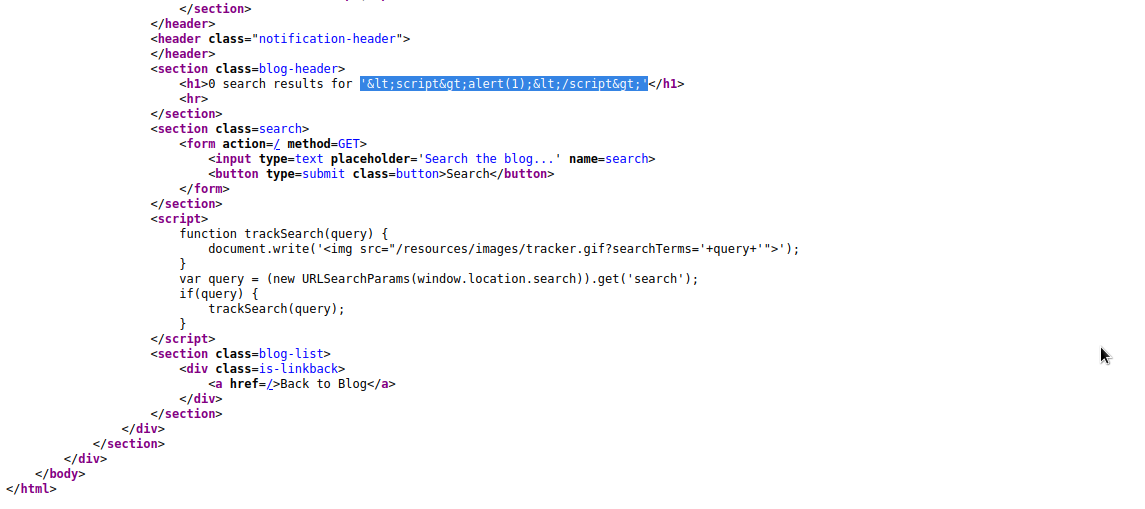 </section>
</header>
<header class="notification-header">
</header>
<section class=blog-header>
<h1>0 search results for '&lt;script&gt;alert(1);&lt;/script&gt;'</h1>
<hr>
</section>
<section class=search>
<form action=/ method=GET>
<input type=text placeholder='Search the blog...' name=search>
<button type=submit class=button>Search</button>
</form>
</section>
<script>
function trackSearch(query) {
document.write('<img src="/resources/images/tracker.gif?searchTerms='+query+'">');
}
var query = (new URLSearchParams(window.location.search)).get('search');
if(query) {
trackSearch(query);
}
</script>
<section class=blog-list>
<div class=is-linkback>
<a href=/>Back to Blog</a>
</div>
</section>
</div>
</section>
</div>
</body>
</html>